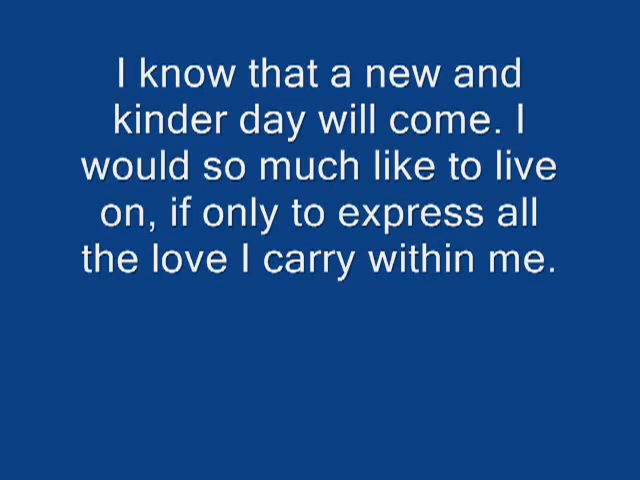 I know that a new and
kinder day will come. I
would so much like to live
on, if only to express all
the love I carry within me.